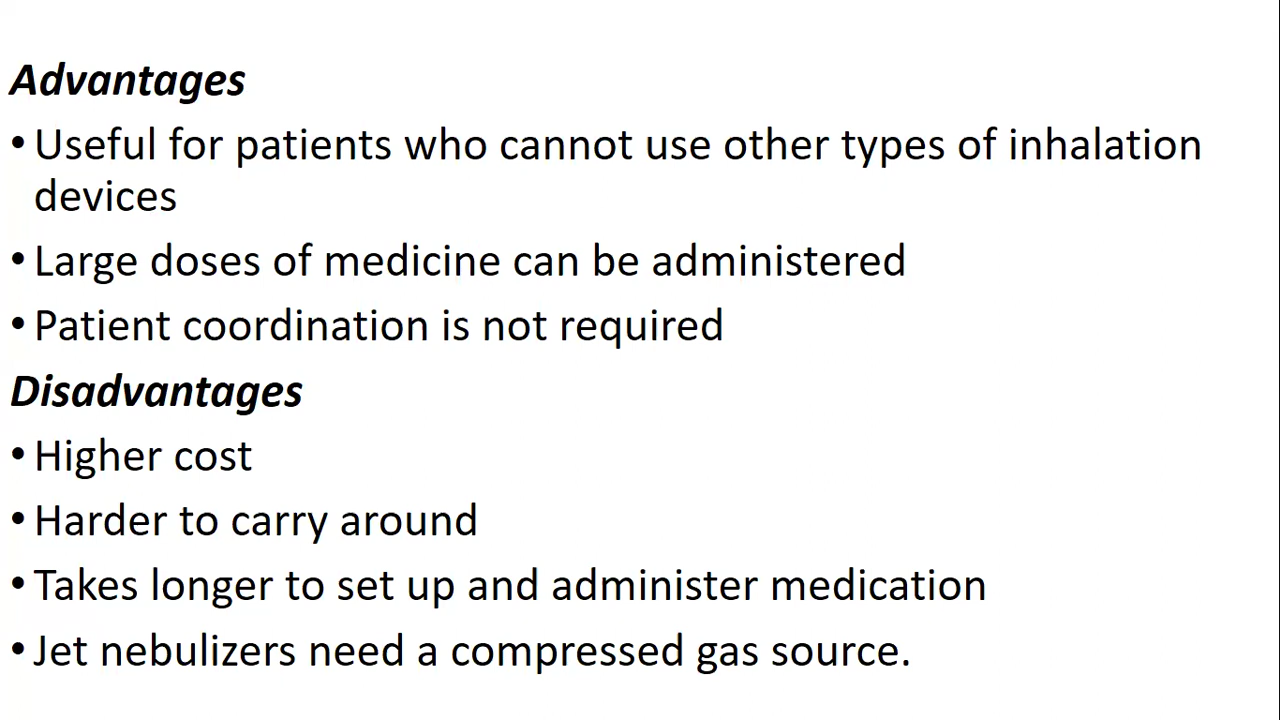 Advantages
• Useful for patients who cannot use other types of inhalation
devices
• Large doses of medicine can be administered
• Patient coordination is not required
Disadvantages
• Higher cost
• Harder to carry around
• Takes longer to set up and administer medication
• Jet nebulizers need a compressed gas source.